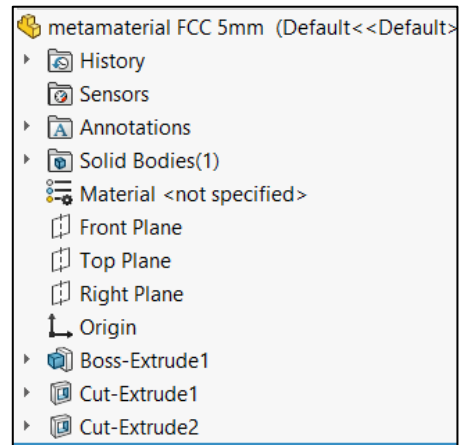 metamaterial FCC 5mm (Default<<Default>
History
Sensors
Annotations
Solid Bodies(1)
Material <not specified>
Front Plane
Top Plane
Right Plane
Origin
Boss-Extrude1
Cut-Extrude1
Cut-Extrude2